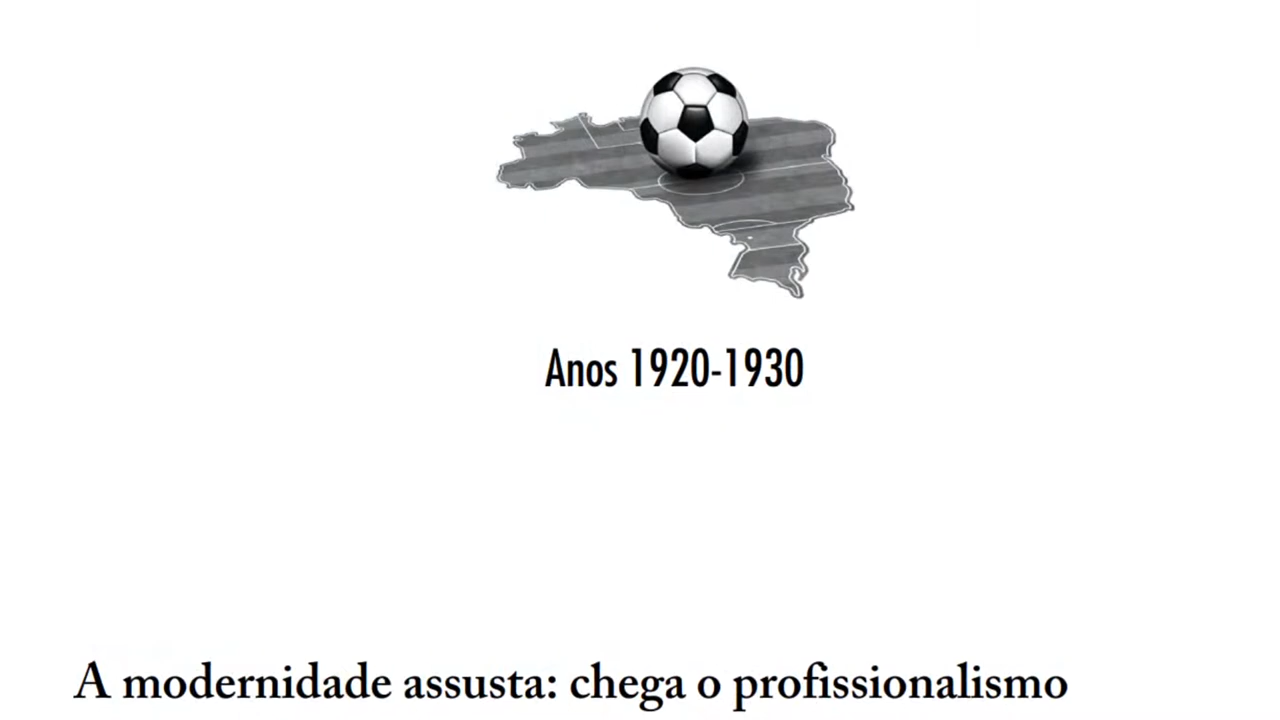 Anos 1920-1930
A modernidade assusta: chega o profissionalismo